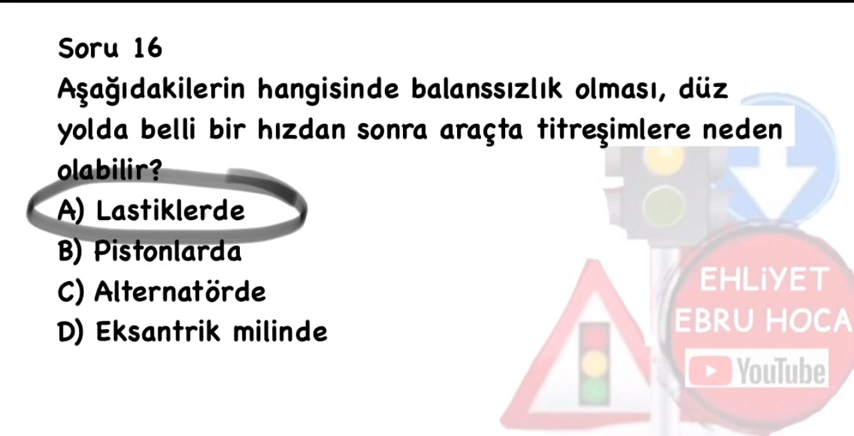 Soru 16
Aşağıdakilerin hangisinde balanssızlık olması, düz
yolda belli bir hızdan sonra araçta titreşimlere neden
olabilir?
A) Lastiklerde
B) Pistonlarda
C) Alternatörde
D) Eksantrik milinde
EHLİYET
EBRU HOCA
YouTube